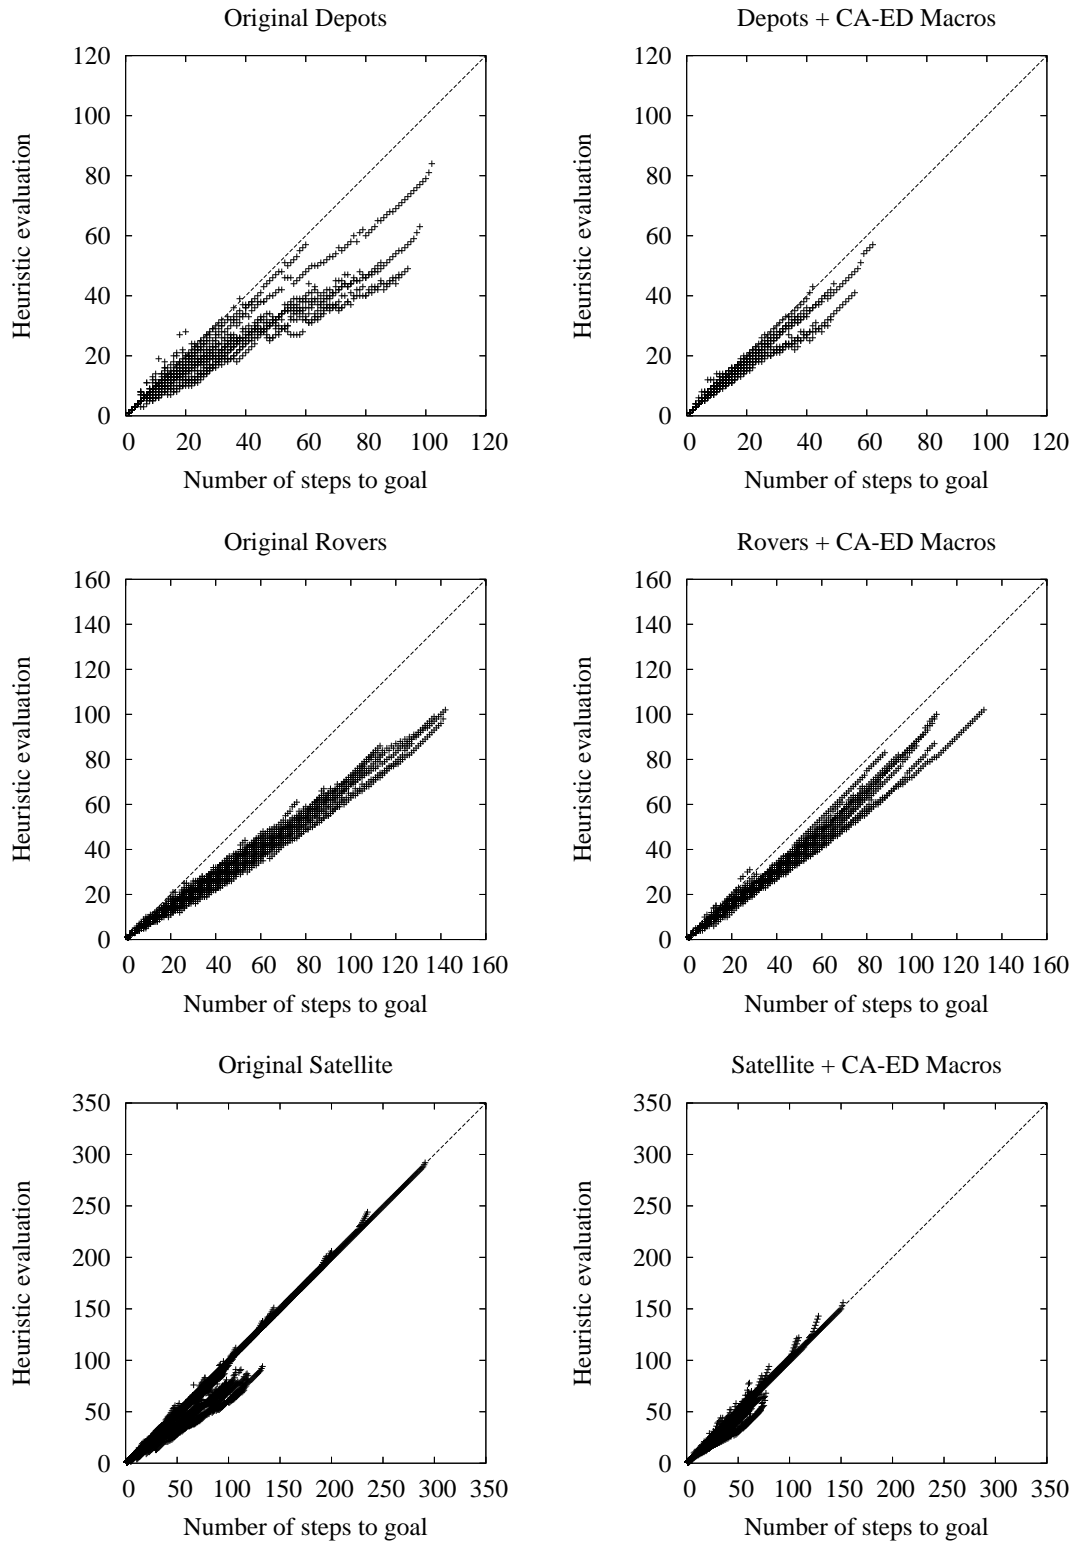 Original Depots
120
100
80
60
40
20
0
0 20 40 60 80 100 120
Heuristic evaluation
Number of steps to goal
Depots + CA-ED Macros
120
100
80
60
40
20
0
0 20 40 60 80 100 120
Heuristic evaluation
Number of steps to goal
Original Rovers
160
140
120
100
80
60
40
20
0
0 20 40 60 80 100 120 140 160
Heuristic evaluation
Number of steps to goal
Rovers + CA-ED Macros
160
140
120
100
80
60
40
20
0
0 20 40 60 80 100 120 140 160
Heuristic evaluation
Number of steps to goal
Original Satellite
350
300
250
200
150
100
50
0
0 50 100 150 200 250 300 350
Heuristic evaluation
Number of steps to goal
Satellite + CA-ED Macros
350
300
250
200
150
100
50
0
0 50 100 150 200 250 300 350
Heuristic evaluation
Number of steps to goal